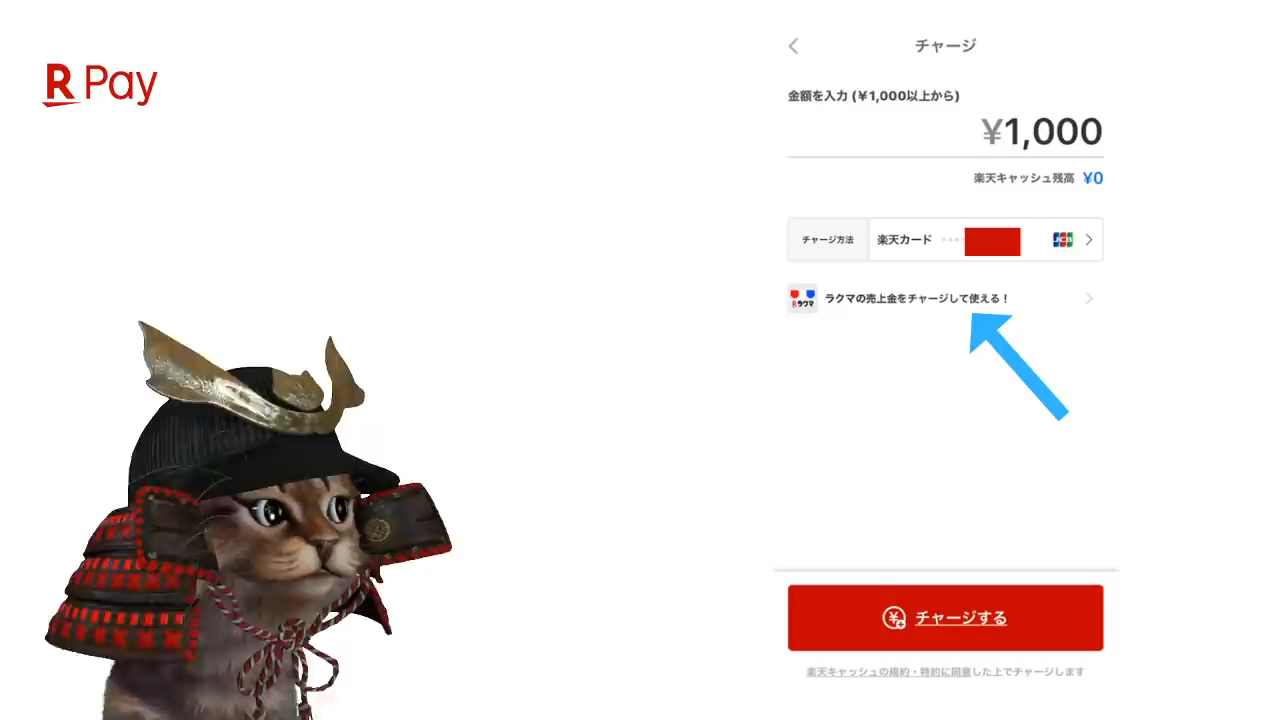 R Pay
チャージ
金額を入力 (¥1,000以上から)
¥1,000
楽天キャッシュ残高 ¥0
チャージ方法 楽天カード JCB
R ラクマ ラクマの売上金をチャージして使える！
チャージする
楽天キャッシュの規約・特約に同意した上でチャージします